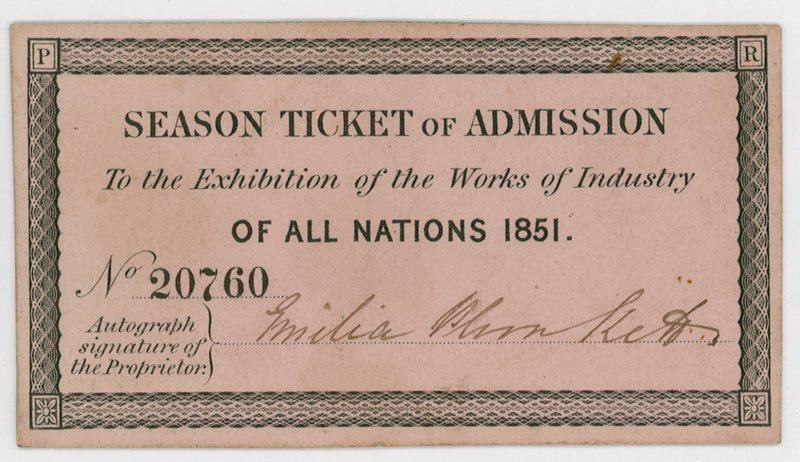 P R
SEASON TICKET OF ADMISSION
To the Exhibition of the Works of Industry
OF ALL NATIONS 1851.
No 20760
Autograph signature of the Proprietor.
Emilia Plunkett